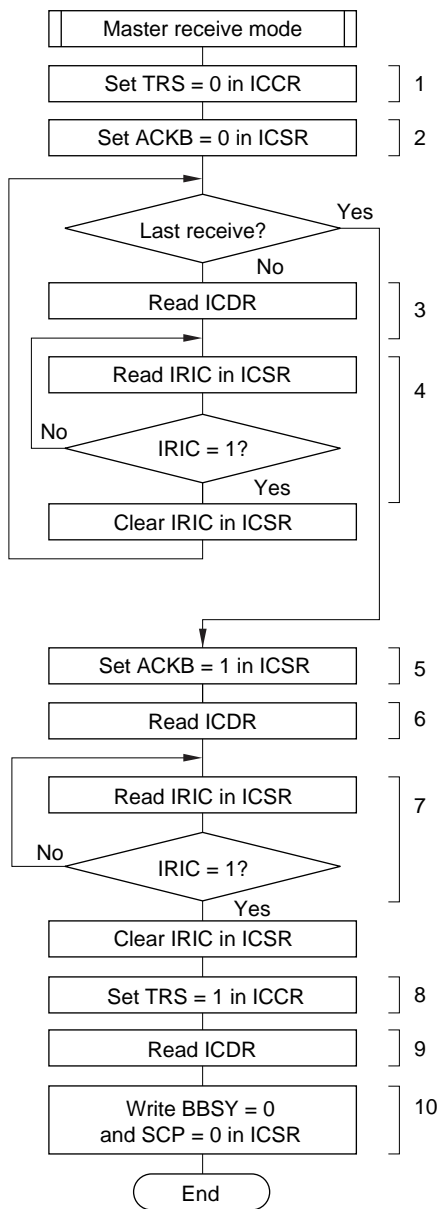 Master receive mode
Set TRS = 0 in ICCR
1
Set ACKB = 0 in ICSR
2
Last receive?
Yes
No
Read ICDR
3
Read IRIC in ICSR
4
No
IRIC = 1?
Yes
Clear IRIC in ICSR
Set ACKB = 1 in ICSR
5
Read ICDR
6
Read IRIC in ICSR
7
No
IRIC = 1?
Yes
Clear IRIC in ICSR
Set TRS = 1 in ICCR
8
Read ICDR
9
Write BBSY = 0
and SCP = 0 in ICSR
10
End